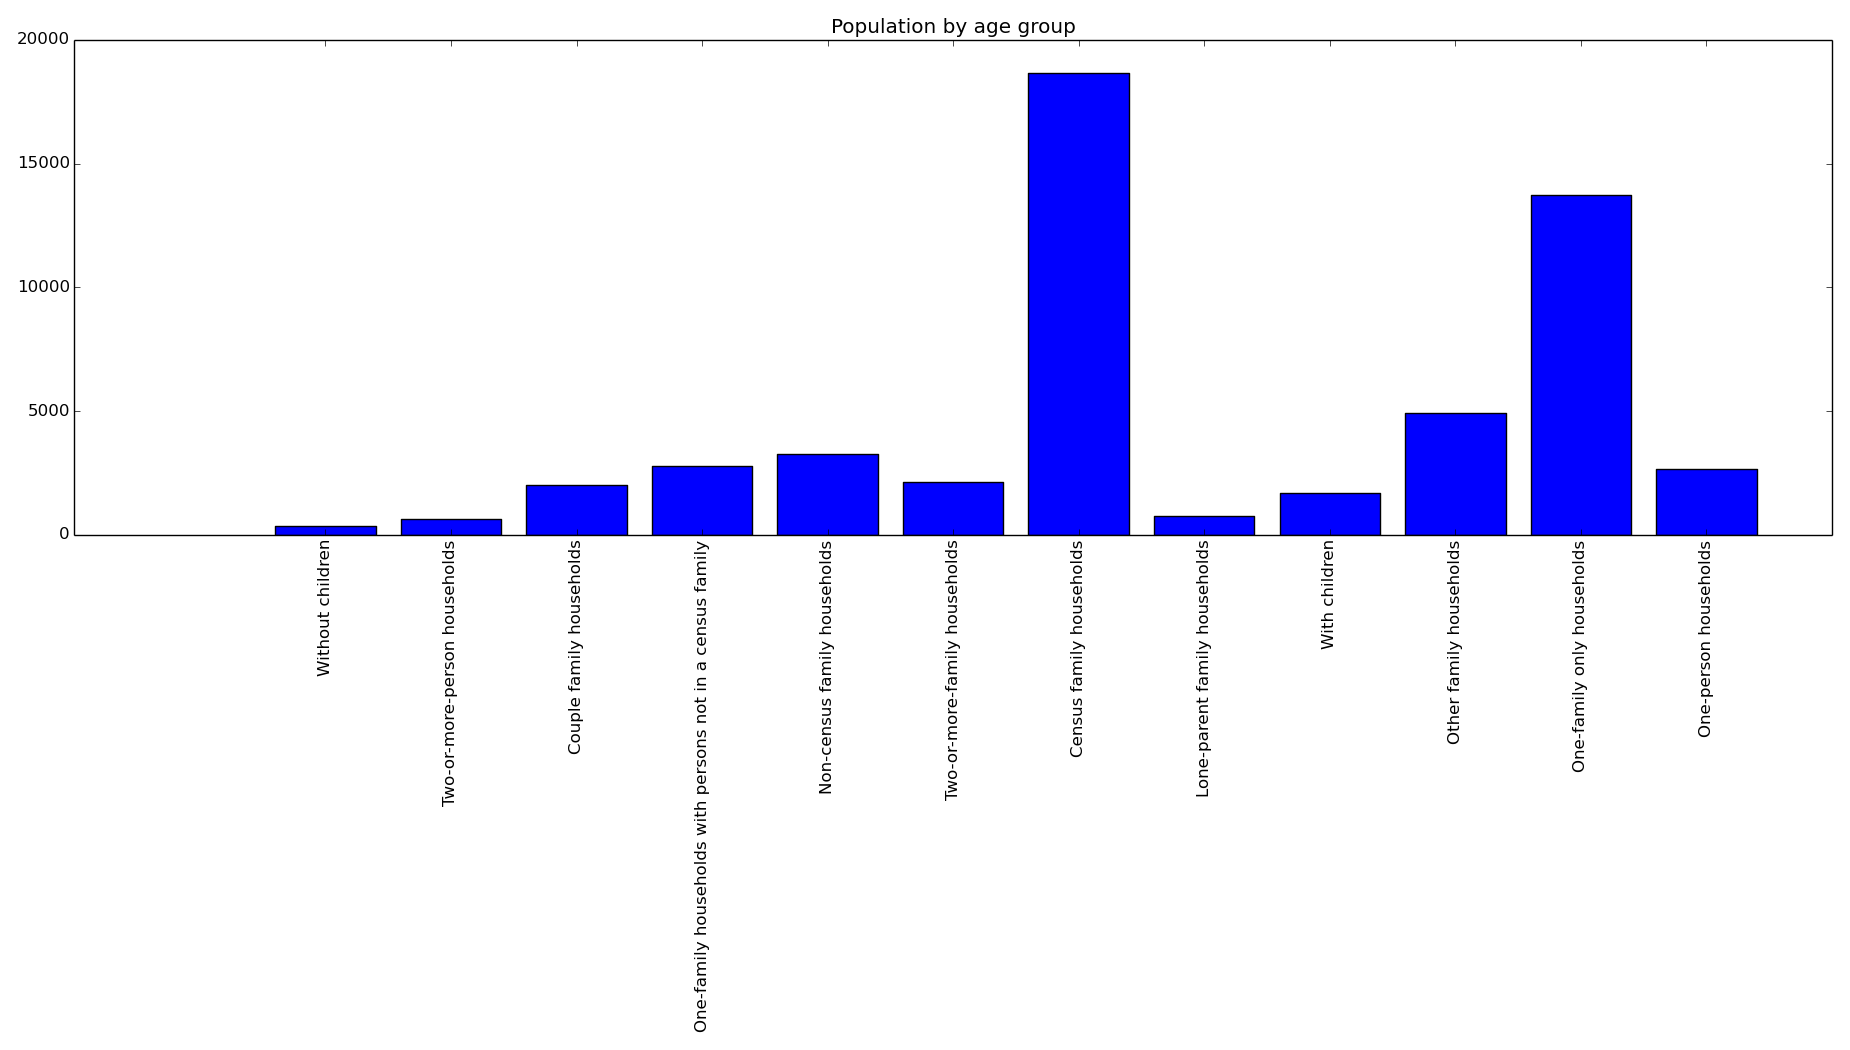 Population by age group
20000
15000
10000
5000
0
Without children
Two-or-more-person households
Couple family households
One-family households with persons not in a census family
Non-census family households
Two-or-more-family households
Census family households
Lone-parent family households
With children
Other family households
One-family only households
One-person households